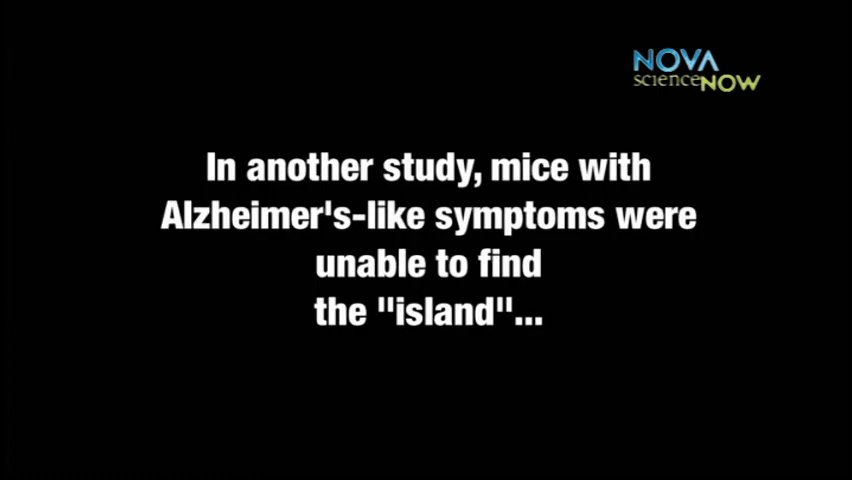 NOVA
scienceNOW
In another study, mice with
Alzheimer's-like symptoms were
unable to find
the "island"...